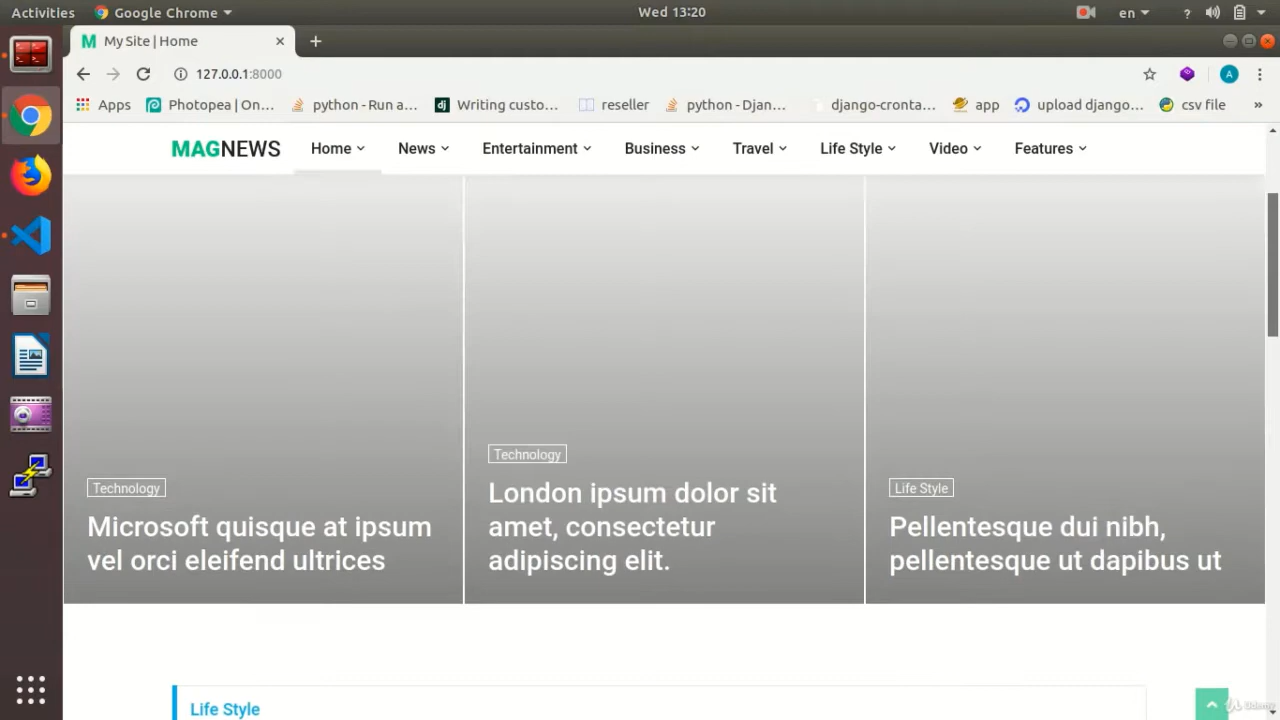 Activities Google Chrome Wed 13:20 en ?
M My Site | Home
127.0.0.1:8000 A
Apps Photopea | On... python - Run a... dj Writing custo... reseller python - Djan... django-cronta... app upload django... csv file »
MAGNEWS Home News Entertainment Business Travel Life Style Video Features
Technology
Microsoft quisque at ipsum
vel orci eleifend ultrices
Technology
London ipsum dolor sit
amet, consectetur
adipiscing elit.
Life Style
Pellentesque dui nibh,
pellentesque ut dapibus ut
Life Style
Udemy